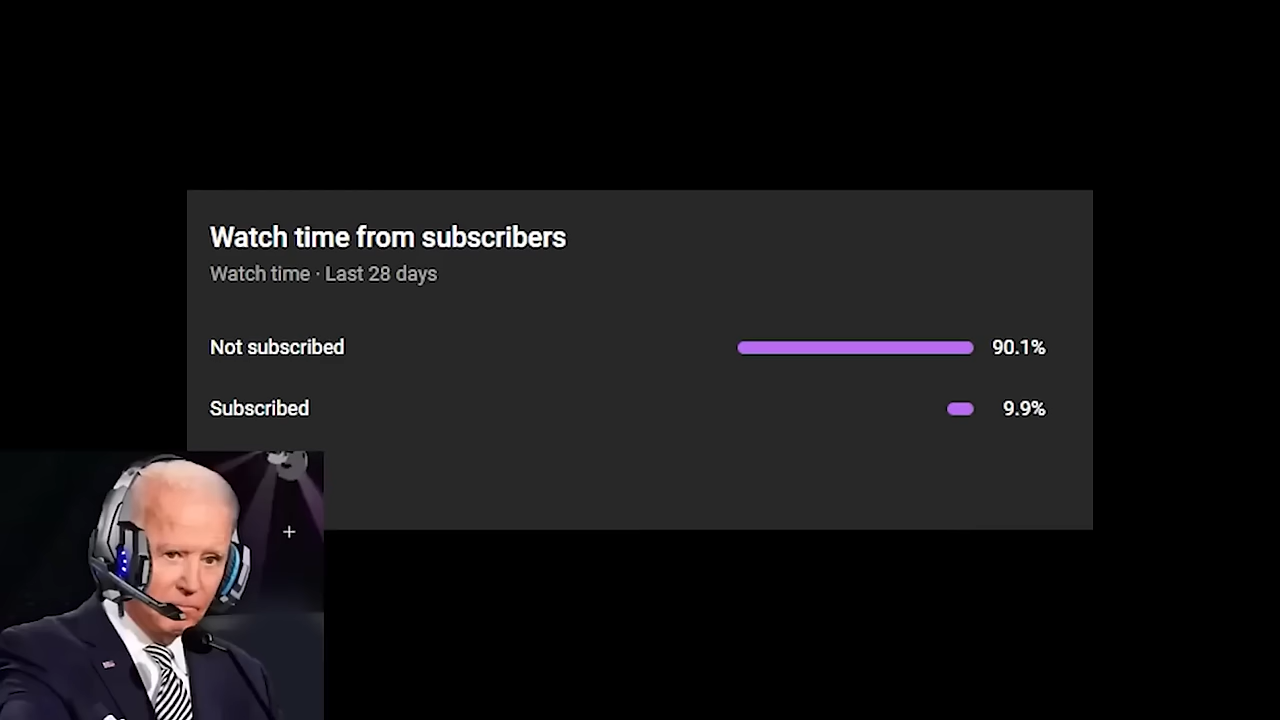 Watch time from subscribers
Watch time · Last 28 days
Not subscribed 90.1%
Subscribed 9.9%